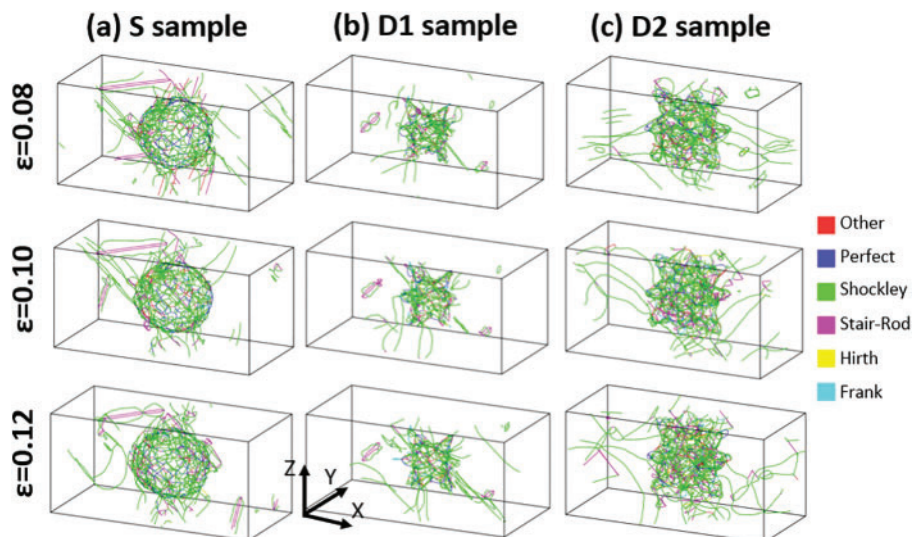 (a) S sample
(b) D1 sample
(c) D2 sample
ε=0.08
ε=0.10
ε=0.12
Z
Y
X
Other
Perfect
Shockley
Stair-Rod
Hirth
Frank